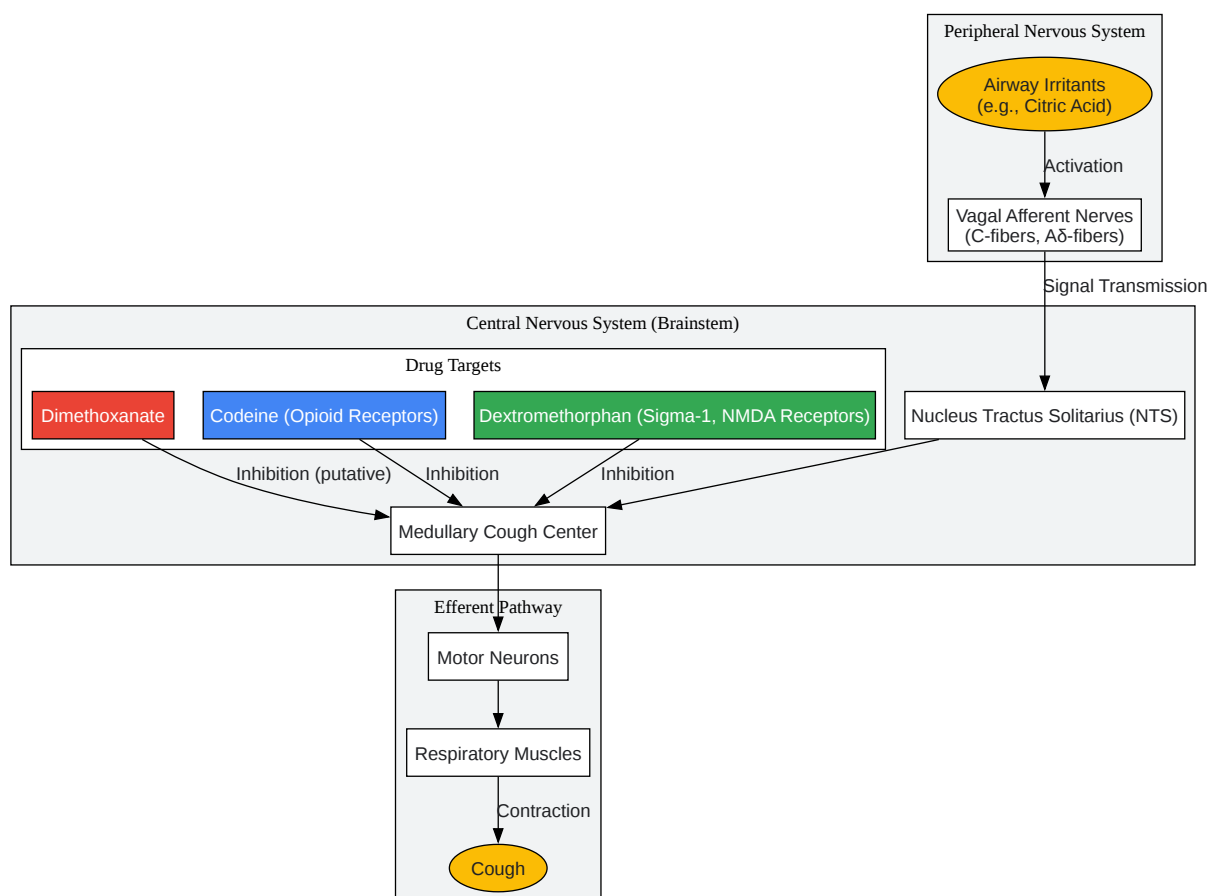 Peripheral Nervous System
Airway Irritants
(e.g., Citric Acid)
Activation
Vagal Afferent Nerves
(C-fibers, Aδ-fibers)
Signal Transmission
Central Nervous System (Brainstem)
Drug Targets
Dimethoxanate
Codeine (Opioid Receptors)
Dextromethorphan (Sigma-1, NMDA Receptors)
Nucleus Tractus Solitarius (NTS)
Inhibition (putative)
Inhibition
Inhibition
Medullary Cough Center
Efferent Pathway
Motor Neurons
Respiratory Muscles
Contraction
Cough